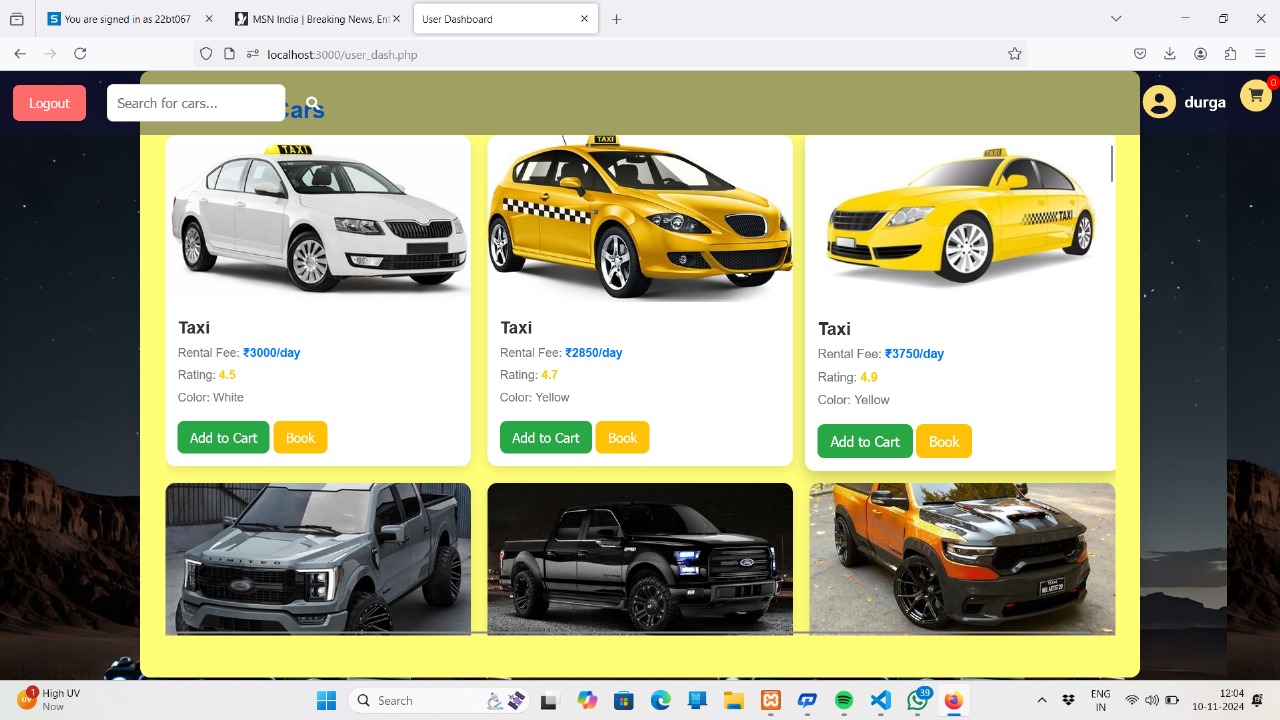 You are signed in as 22bt067
MSN India | Breaking News, Ent
User Dashboard
localhost:3000/user_dash.php
Logout
Search for cars...
Cars
durga
0
TAXI
TAXI
TAXI
TAXI
Taxi
Rental Fee: ₹3000/day
Rating: 4.5
Color: White
Add to Cart
Book
Taxi
Rental Fee: ₹2850/day
Rating: 4.7
Color: Yellow
Add to Cart
Book
Taxi
Rental Fee: ₹3750/day
Rating: 4.9
Color: Yellow
Add to Cart
Book
LIMITED
Ford
1
High UV
Now
Search
39
ENG
IN
12:04
10-11-2024